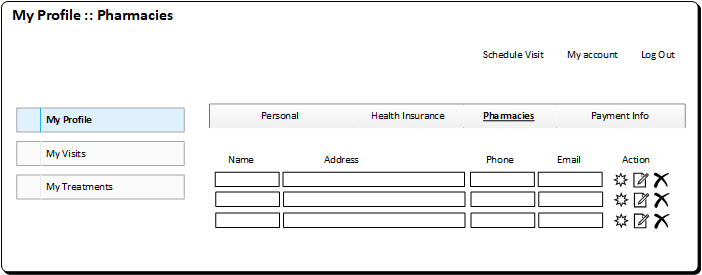 My Profile :: Pharmacies
Schedule Visit My account Log Out
My Profile
My Visits
My Treatments
Personal Health Insurance Pharmacies Payment Info
Name Address Phone Email Action